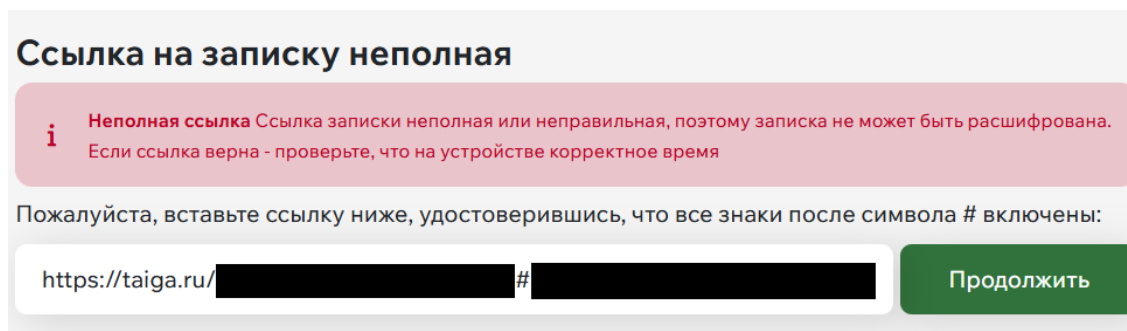 Ссылка на записку неполная
i Неполная ссылка Ссылка записки неполная или неправильная, поэтому записка не может быть расшифрована.
Если ссылка верна - проверьте, что на устройстве корректное время
Пожалуйста, вставьте ссылку ниже, удостоверившись, что все знаки после символа # включены:
https://taiga.ru/ # Продолжить